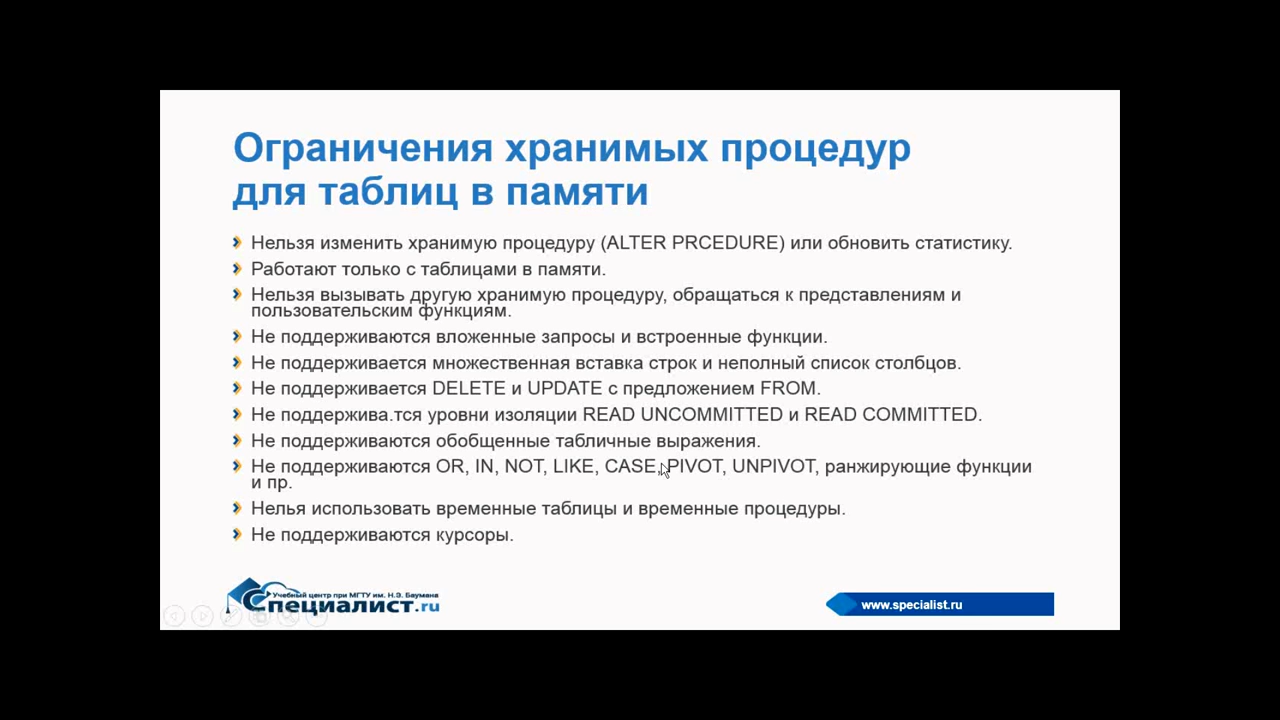 Ограничения хранимых процедур
для таблиц в памяти
Нельзя изменить хранимую процедуру (ALTER PRCEDURE) или обновить статистику.
Работают только с таблицами в памяти.
Нельзя вызывать другую хранимую процедуру, обращаться к представлениям и
пользовательским функциям.
Не поддерживаются вложенные запросы и встроенные функции.
Не поддерживается множественная вставка строк и неполный список столбцов.
Не поддерживается DELETE и UPDATE с предложением FROM.
Не поддержива.тся уровни изоляции READ UNCOMMITTED и READ COMMITTED.
Не поддерживаются обобщенные табличные выражения.
Не поддерживаются OR, IN, NOT, LIKE, CASE, PIVOT, UNPIVOT, ранжирующие функции
и пр.
Нелья использовать временные таблицы и временные процедуры.
Не поддерживаются курсоры.
Учебный центр при МГТУ им. Н.Э. Баумана
Специалист.ru
www.specialist.ru